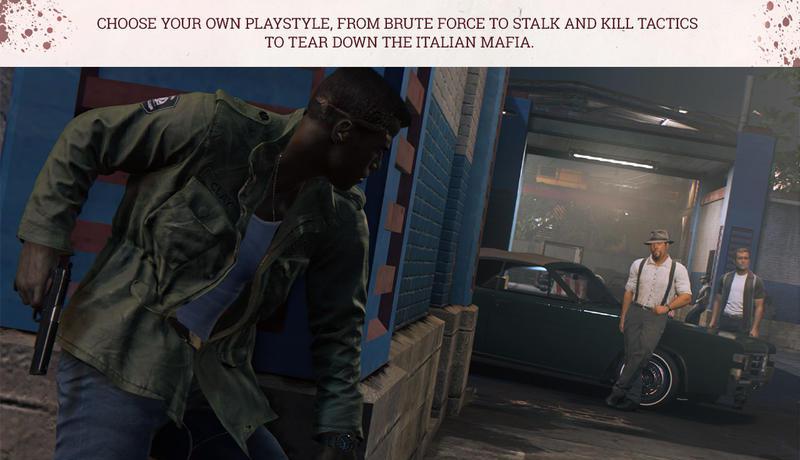 CHOOSE YOUR OWN PLAYSTYLE, FROM BRUTE FORCE TO STALK AND KILL TACTICS
TO TEAR DOWN THE ITALIAN MAFIA.